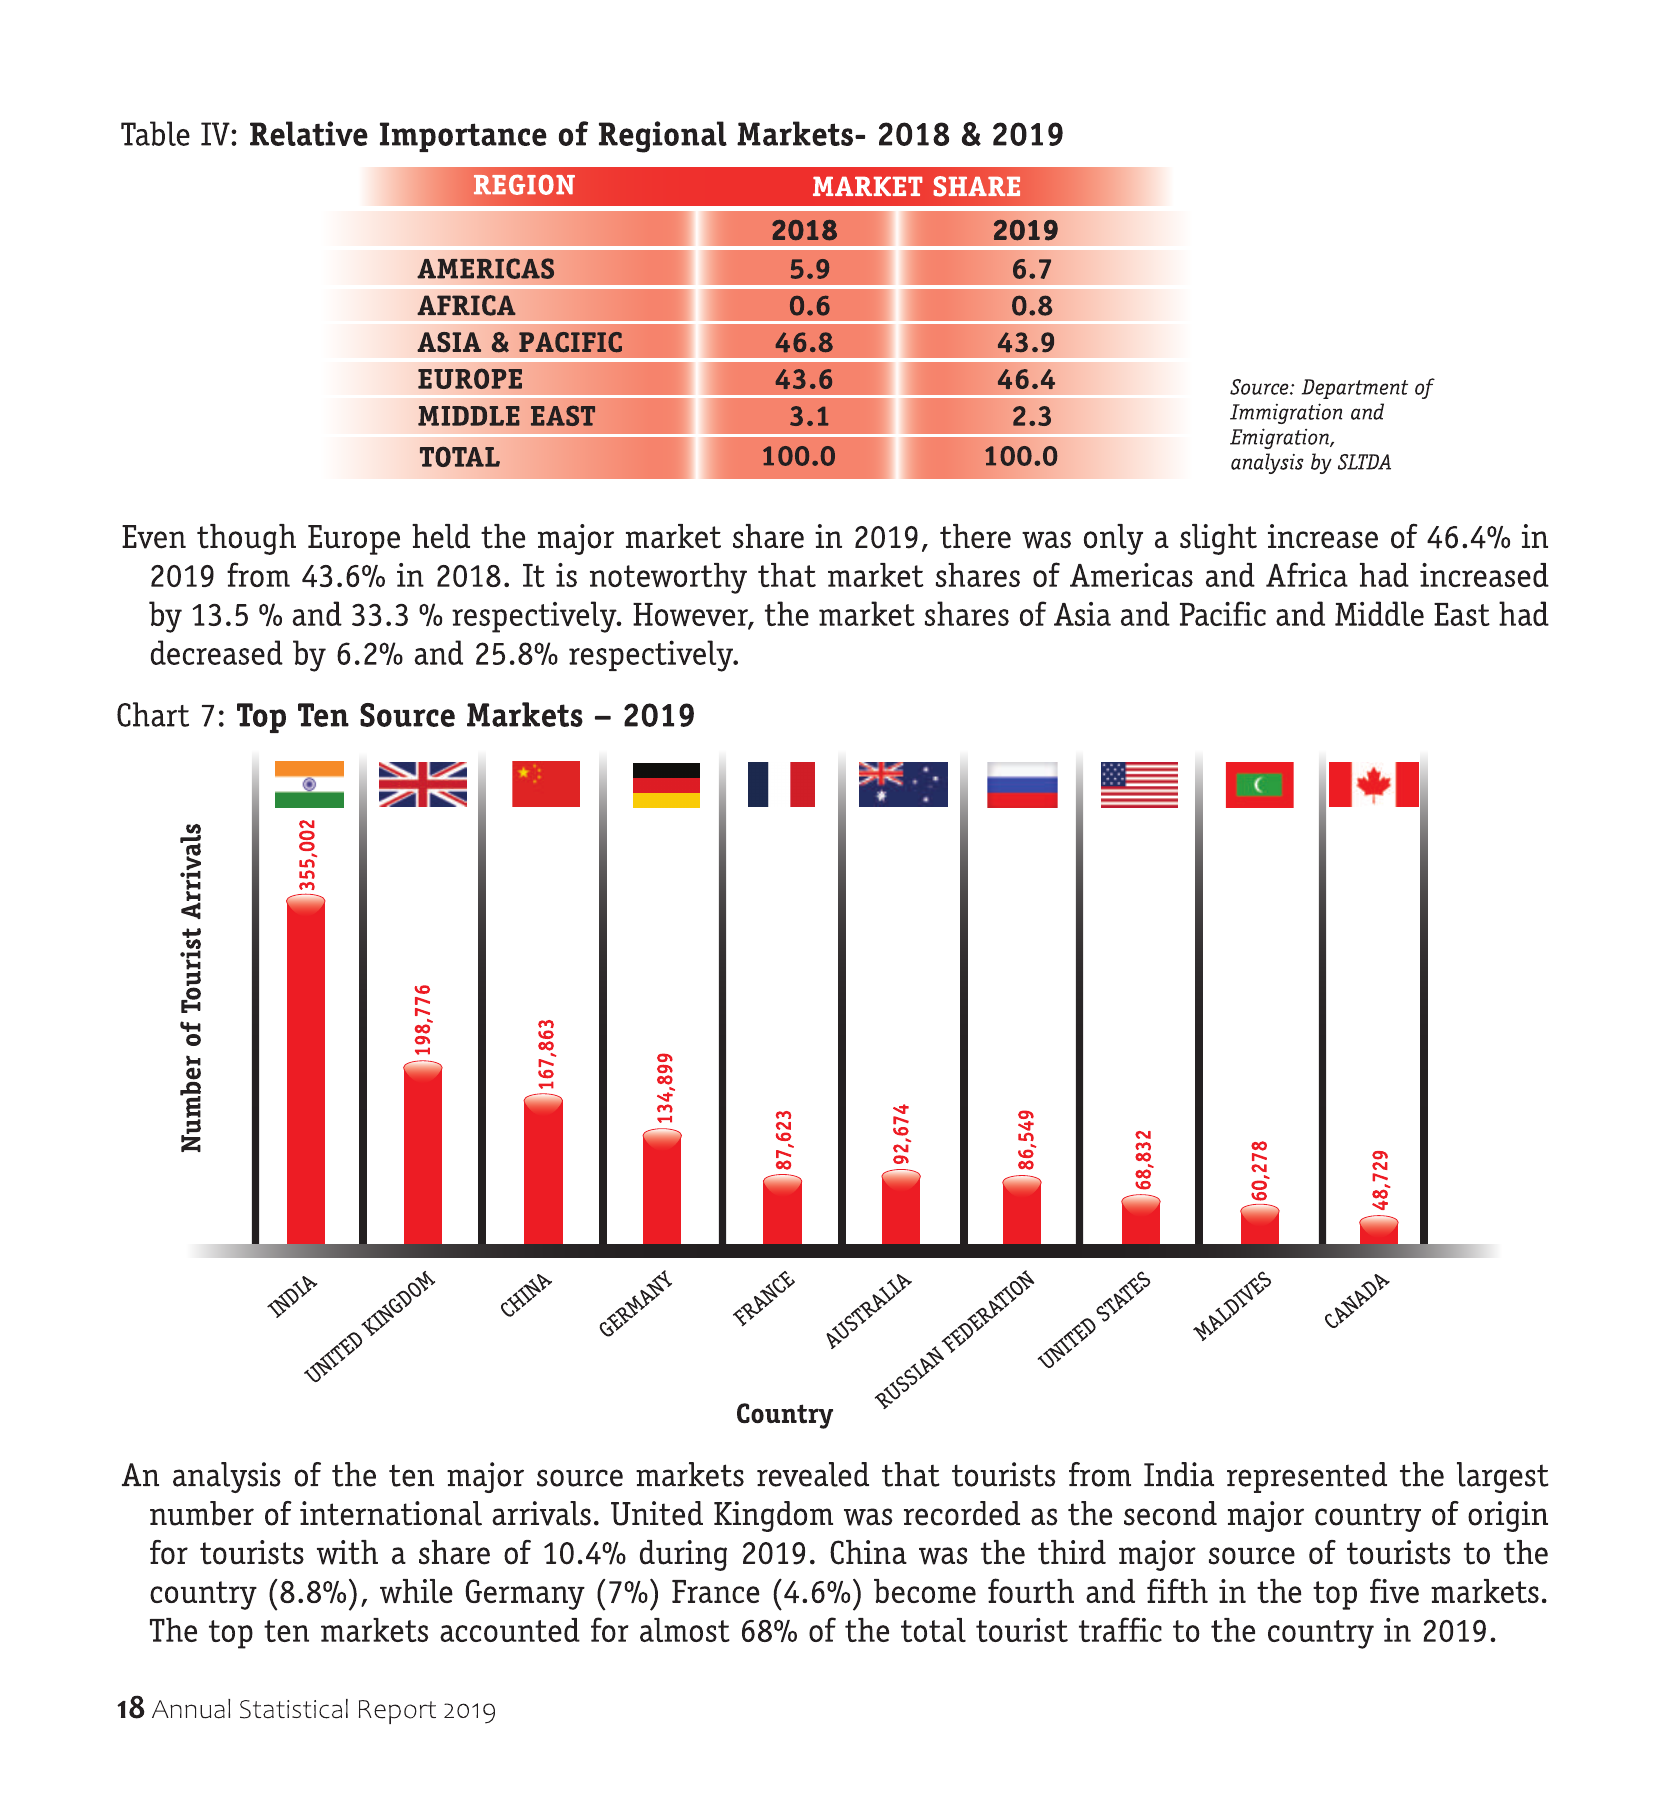 Table IV: Relative Importance of Regional Markets- 2018 & 2019
REGION MARKET SHARE
2018 2019
AMERICAS 5.9 6.7
AFRICA 0.6 0.8
ASIA & PACIFIC 46.8 43.9
EUROPE 43.6 46.4
MIDDLE EAST 3.1 2.3
TOTAL 100.0 100.0
Source: Department of
Immigration and
Emigration,
analysis by SLTDA
Even though Europe held the major market share in 2019, there was only a slight increase of 46.4% in
2019 from 43.6% in 2018. It is noteworthy that market shares of Americas and Africa had increased
by 13.5 % and 33.3 % respectively. However, the market shares of Asia and Pacific and Middle East had
decreased by 6.2% and 25.8% respectively.
Chart 7: Top Ten Source Markets – 2019
Number of Tourist Arrivals
355,002
198,776
167,863
134,899
87,623
92,674
86,549
68,832
60,278
48,729
INDIA
UNITED KINGDOM
CHINA
GERMANY
FRANCE
AUSTRALIA
RUSSIAN FEDERATION
UNITED STATES
MALDIVES
CANADA
Country
An analysis of the ten major source markets revealed that tourists from India represented the largest
number of international arrivals. United Kingdom was recorded as the second major country of origin
for tourists with a share of 10.4% during 2019. China was the third major source of tourists to the
country (8.8%), while Germany (7%) France (4.6%) become fourth and fifth in the top five markets.
The top ten markets accounted for almost 68% of the total tourist traffic to the country in 2019.
18 Annual Statistical Report 2019